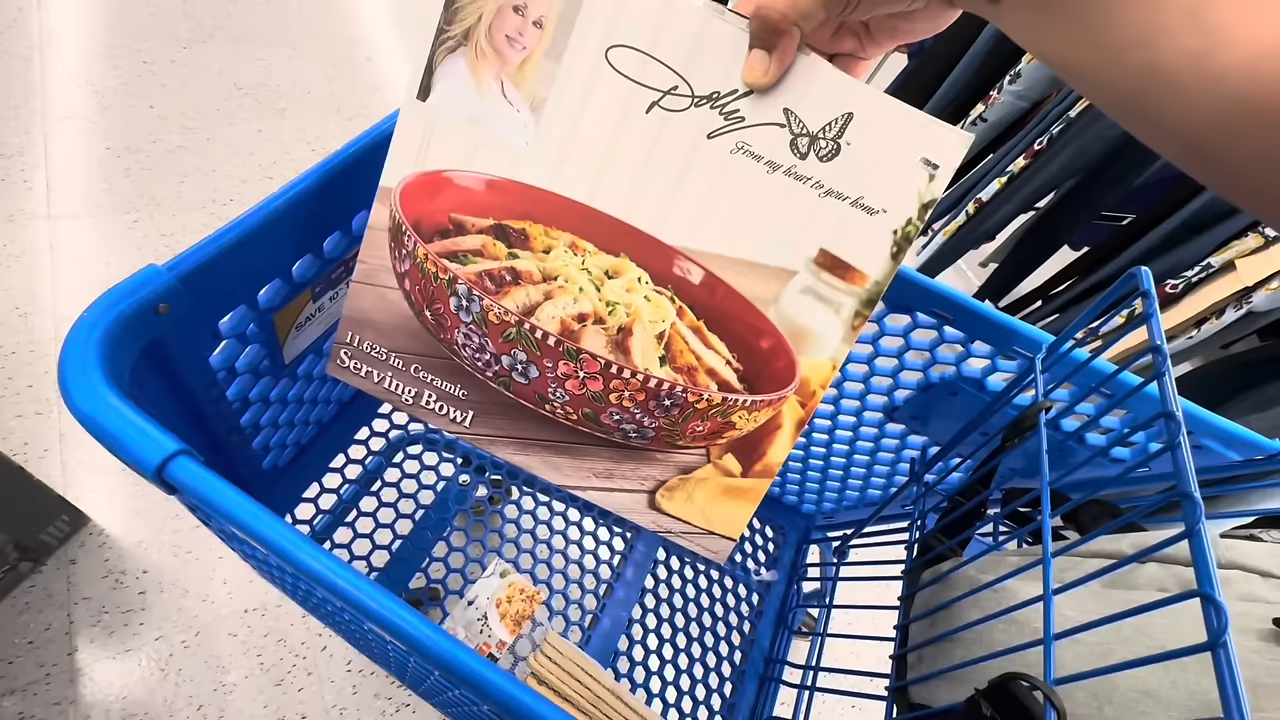 Dolly
From my heart to your home™
SAVE 10
11.625 in. Ceramic
Serving Bowl